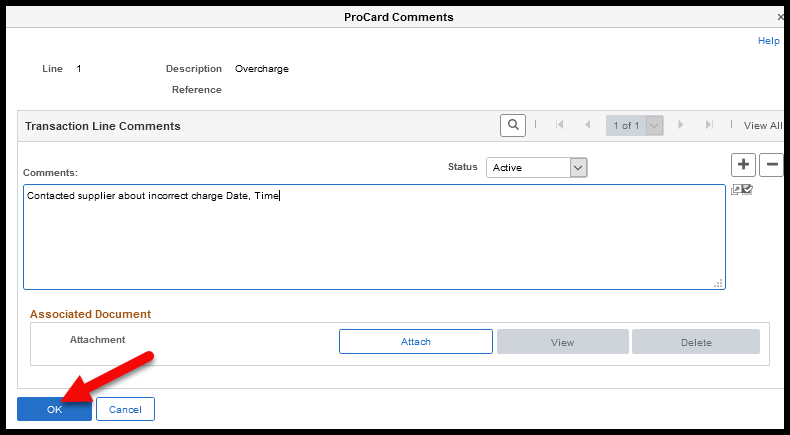 ProCard Comments
Help
Line 1 Description Overcharge
Reference
Transaction Line Comments 1 of 1 View All
Status Active
Comments:
Contacted supplier about incorrect charge Date, Time
Associated Document
Attachment Attach View Delete
OK Cancel